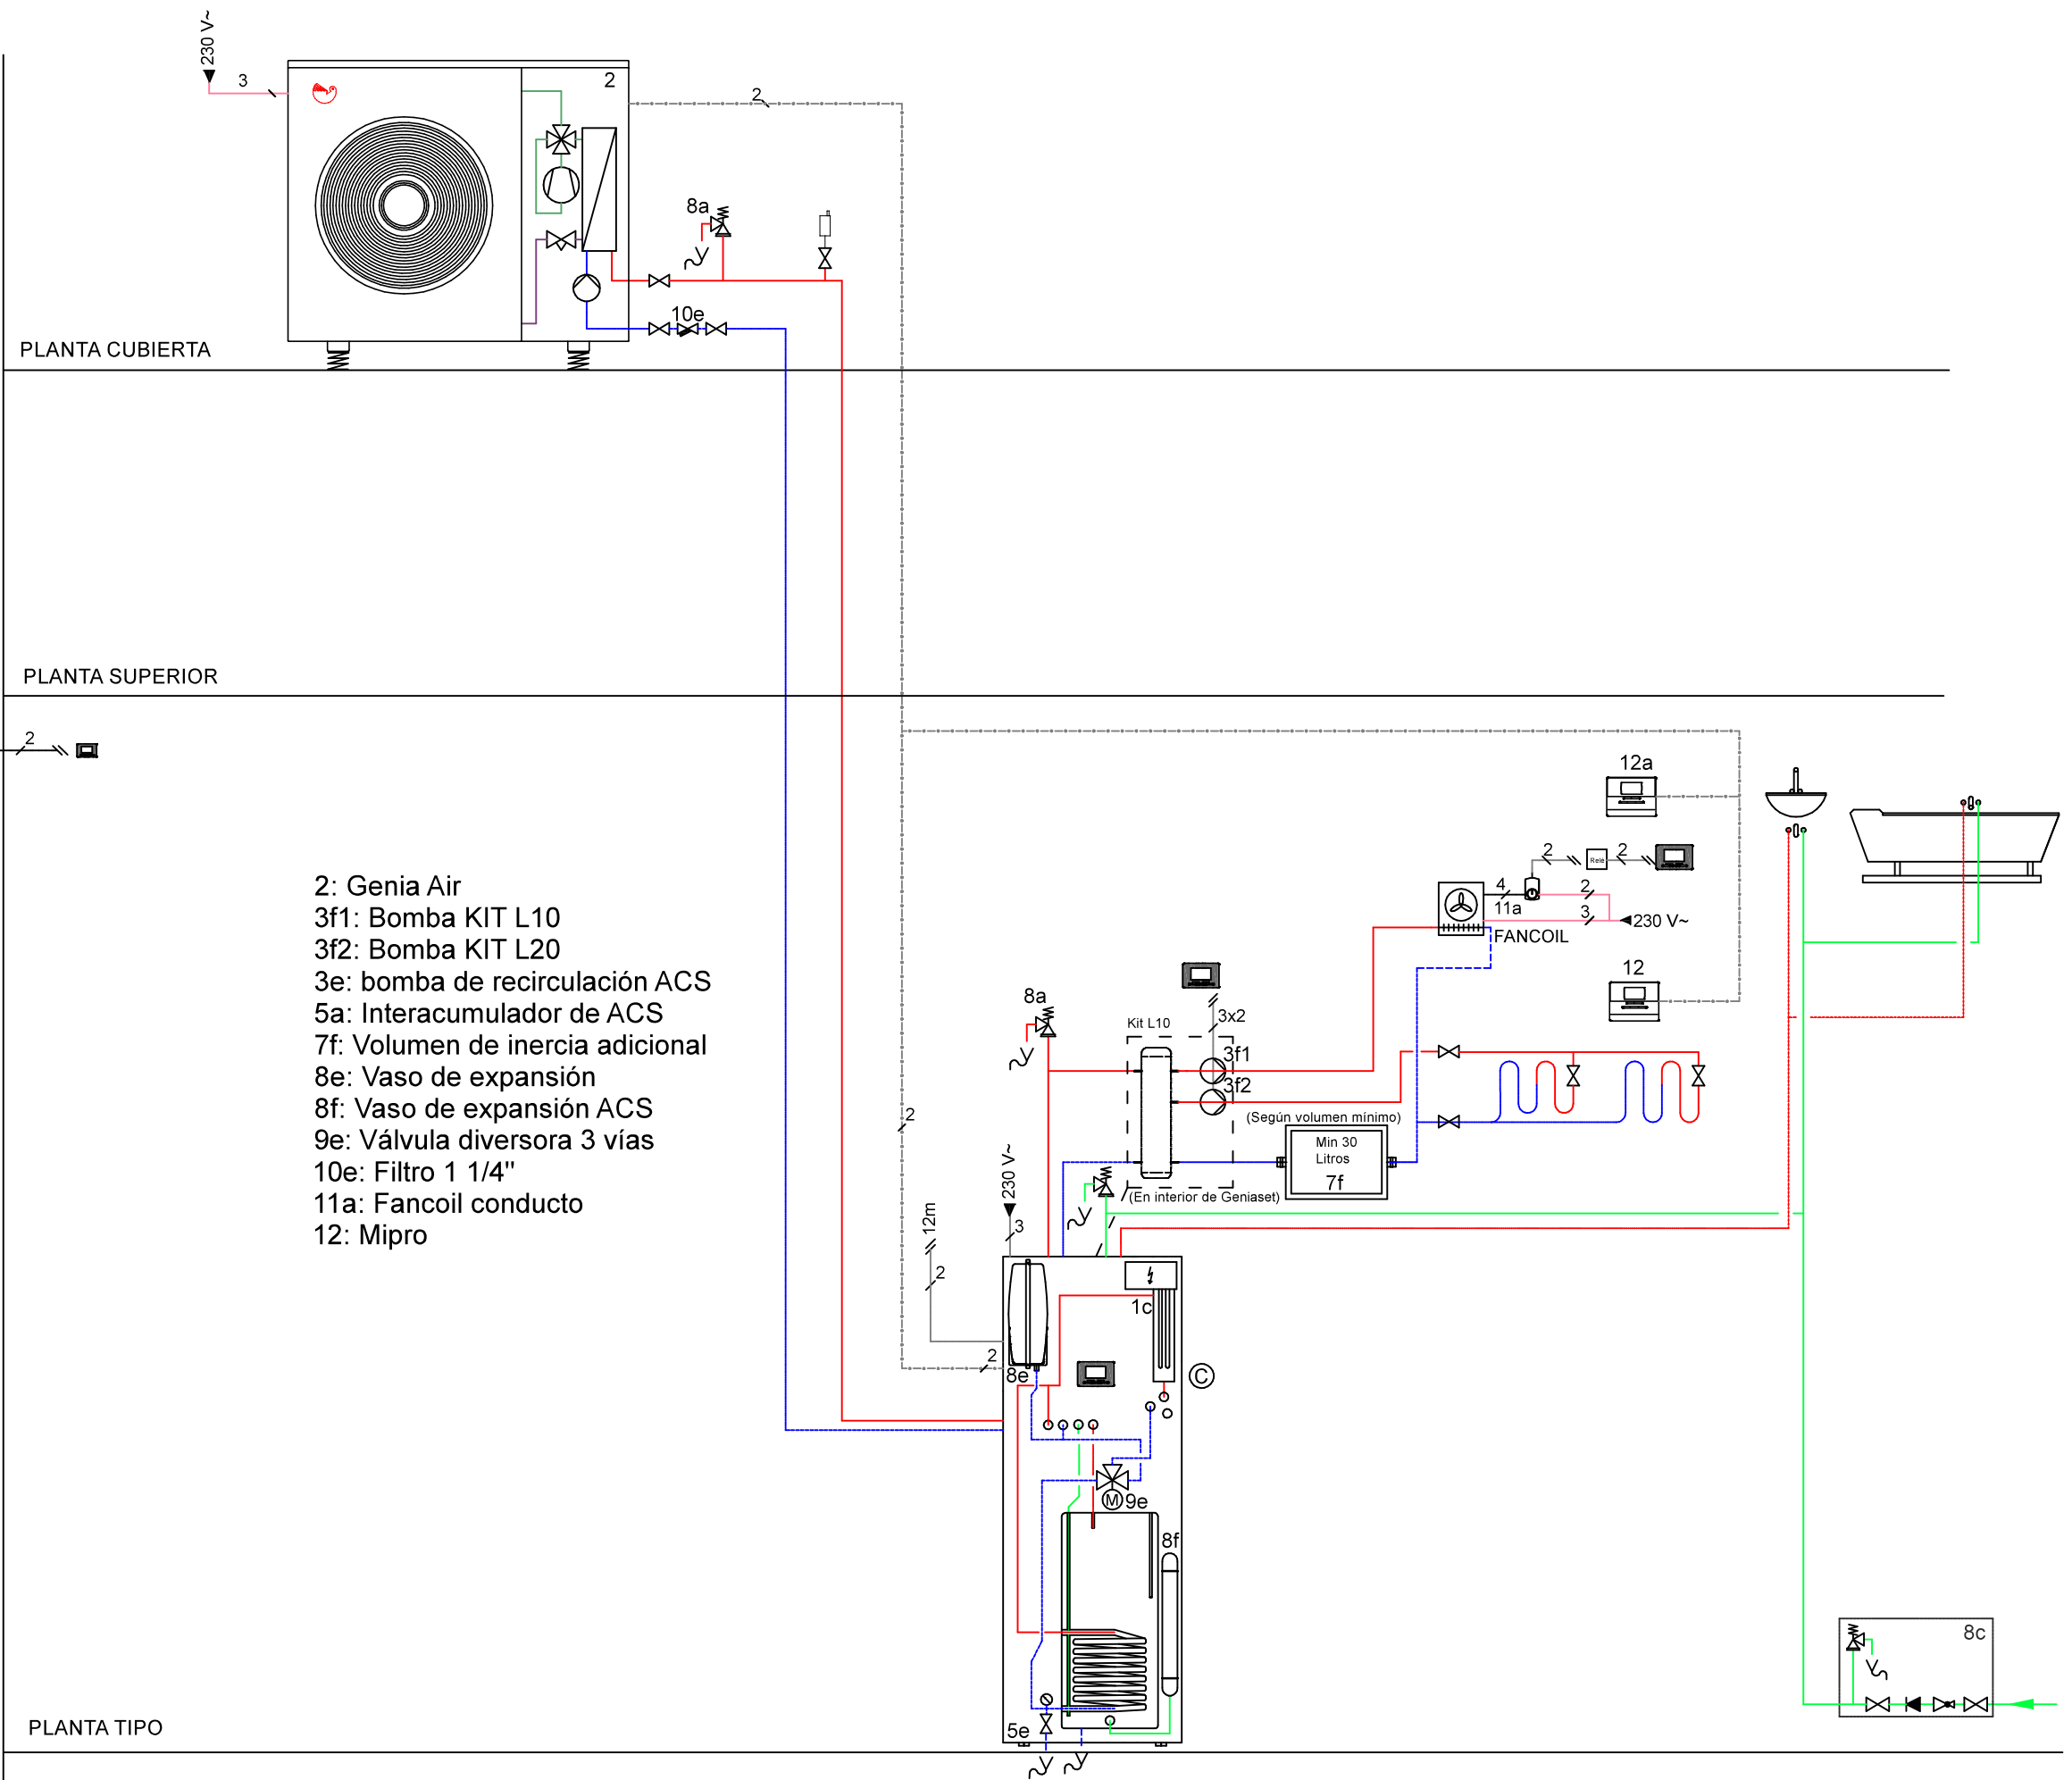 230 V~
3
2
2
8a
10e
PLANTA CUBIERTA
PLANTA SUPERIOR
2
12a
2
Relé
2
4
11a
2
3
230 V~
FANCOIL
2: Genia Air
3f1: Bomba KIT L10
3f2: Bomba KIT L20
3e: bomba de recirculación ACS
5a: Interacumulador de ACS
7f: Volumen de inercia adicional
8e: Vaso de expansión
8f: Vaso de expansión ACS
9e: Válvula diversora 3 vías
10e: Filtro 1 1/4"
11a: Fancoil conducto
12: Mipro
12
8a
Kit L10
3x2
3f1
3f2
2
(Según volumen mínimo)
Min 30
Litros
7f
(En interior de Geniaset)
230 V~
3
12m
2
2
8e
1c
C
M
9e
8f
5e
8c
PLANTA TIPO